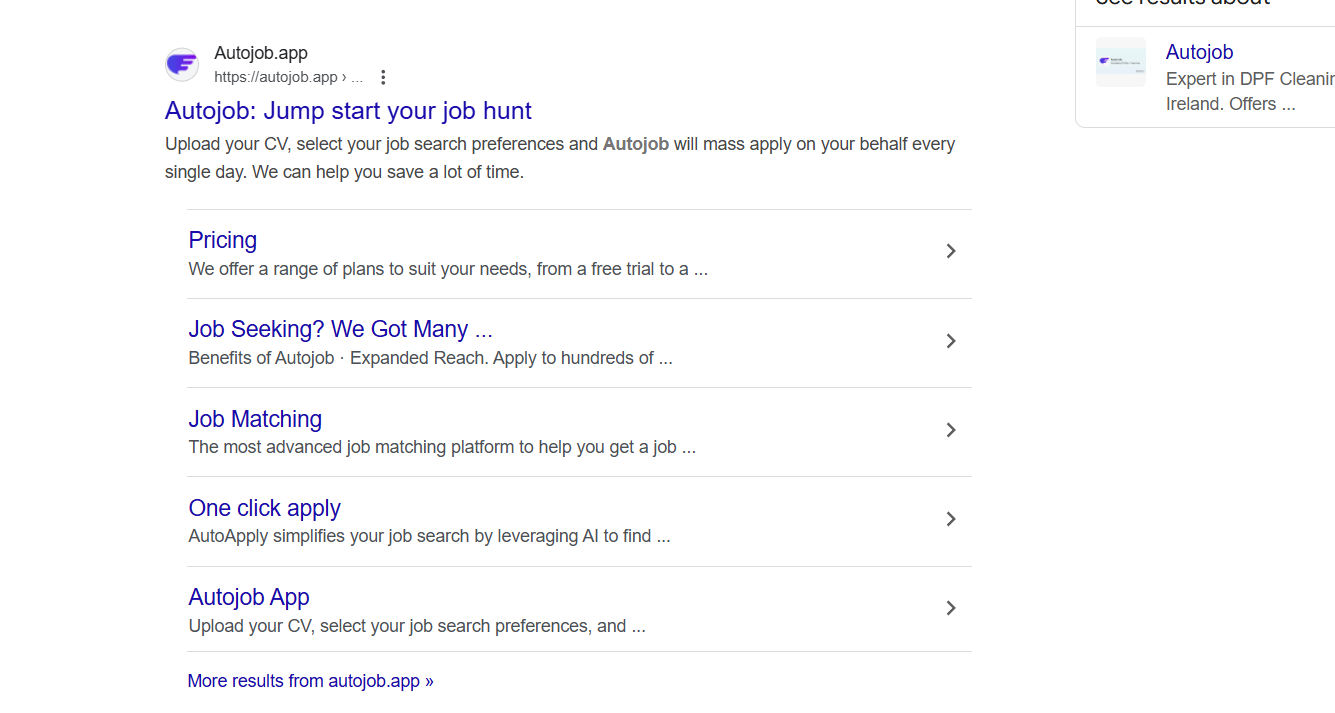 Autojob.app
https://autojob.app › ...
Autojob: Jump start your job hunt
Upload your CV, select your job search preferences and Autojob will mass apply on your behalf every
single day. We can help you save a lot of time.
Pricing
We offer a range of plans to suit your needs, from a free trial to a ...
Job Seeking? We Got Many ...
Benefits of Autojob · Expanded Reach. Apply to hundreds of ...
Job Matching
The most advanced job matching platform to help you get a job ...
One click apply
AutoApply simplifies your job search by leveraging AI to find ...
Autojob App
Upload your CV, select your job search preferences, and ...
More results from autojob.app »
See results about
Autojob
Expert in DPF
Ireland. Offers ...